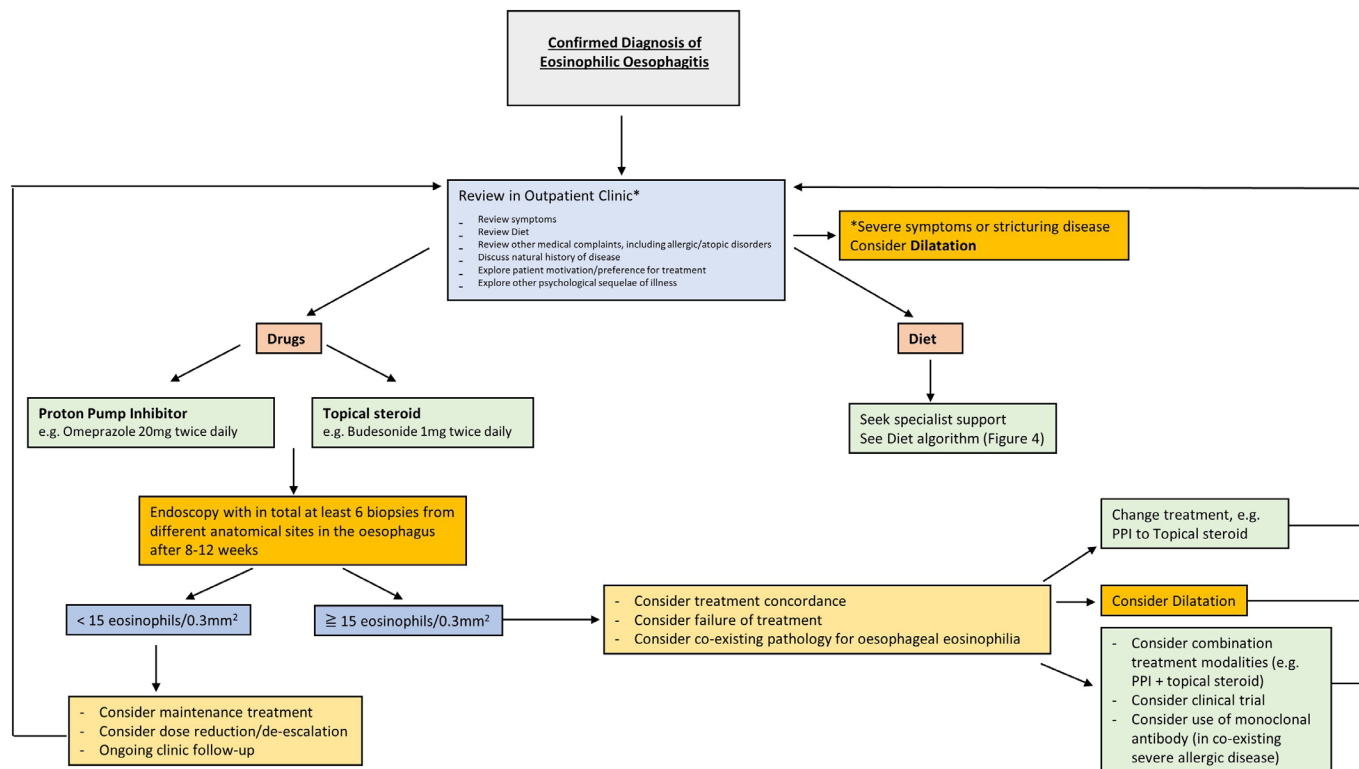 Confirmed Diagnosis of
Eosinophilic Oesophagitis
Review in Outpatient Clinic*
- Review symptoms
- Review Diet
- Review other medical complaints, including allergic/atopic disorders
- Discuss natural history of disease
- Explore patient motivation/preference for treatment
- Explore other psychological sequelae of illness
*Severe symptoms or stricturing disease
Consider Dilatation
Drugs
Diet
Proton Pump Inhibitor
e.g. Omeprazole 20mg twice daily
Topical steroid
e.g. Budesonide 1mg twice daily
Seek specialist support
See Diet algorithm (Figure 4)
Endoscopy with in total at least 6 biopsies from
different anatomical sites in the oesophagus
after 8-12 weeks
< 15 eosinophils/0.3mm²
≧ 15 eosinophils/0.3mm²
- Consider treatment concordance
- Consider failure of treatment
- Consider co-existing pathology for oesophageal eosinophilia
Change treatment, e.g.
PPI to Topical steroid
Consider Dilatation
- Consider combination
treatment modalities (e.g.
PPI + topical steroid)
- Consider clinical trial
- Consider use of monoclonal
antibody (in co-existing
severe allergic disease)
- Consider maintenance treatment
- Consider dose reduction/de-escalation
- Ongoing clinic follow-up